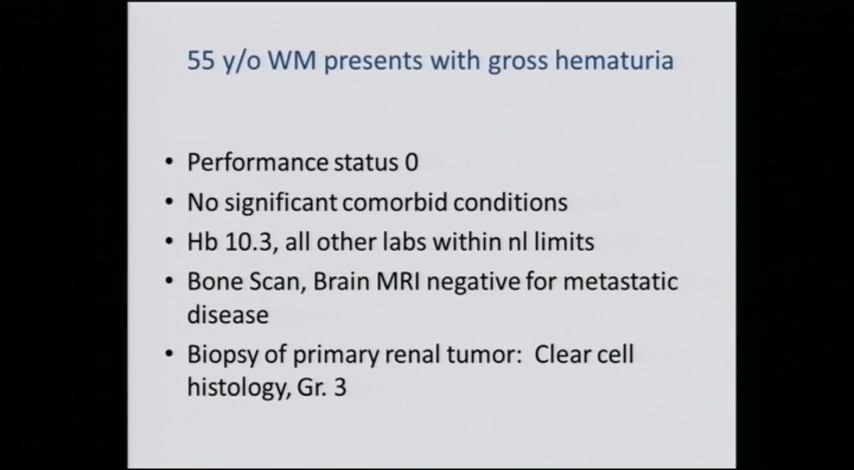 55 y/o WM presents with gross hematuria
• Performance status 0
• No significant comorbid conditions
• Hb 10.3, all other labs within nl limits
• Bone Scan, Brain MRI negative for metastatic
disease
• Biopsy of primary renal tumor:  Clear cell
histology, Gr. 3